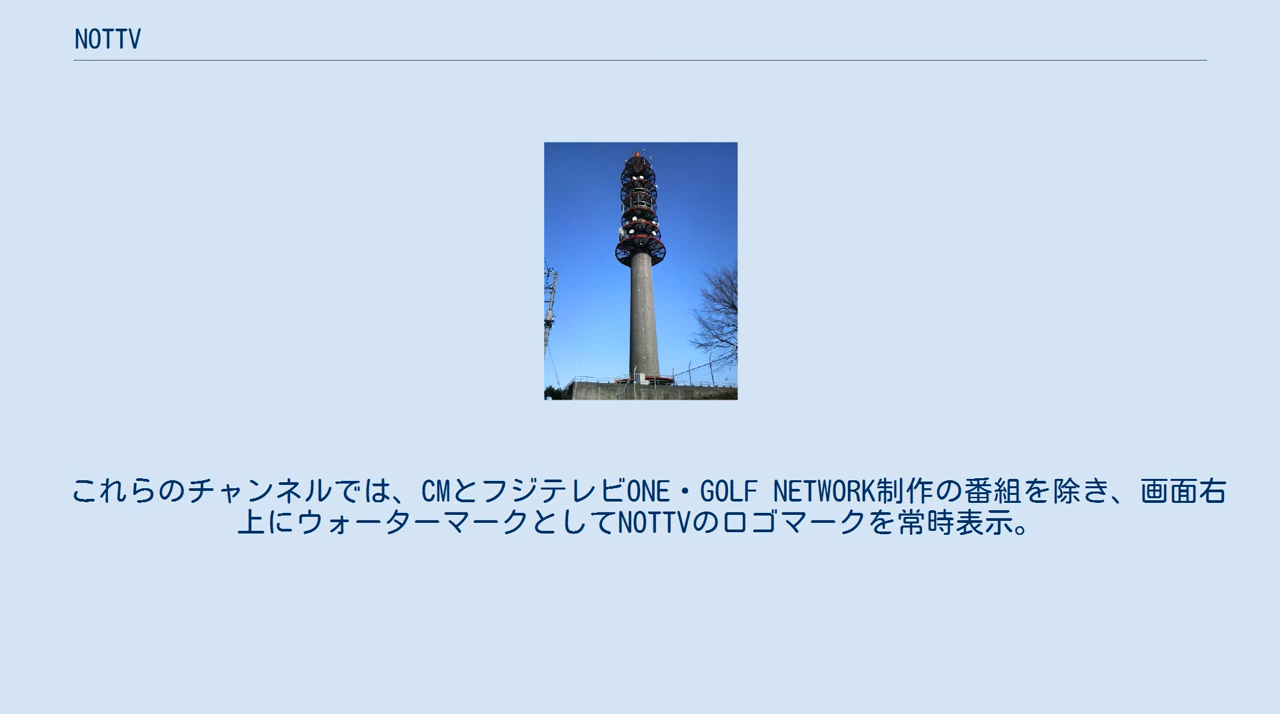 NOTTV
これらのチャンネルでは、CMとフジテレビONE・GOLF NETWORK制作の番組を除き、画面右
上にウォーターマークとしてNOTTVのロゴマークを常時表示。